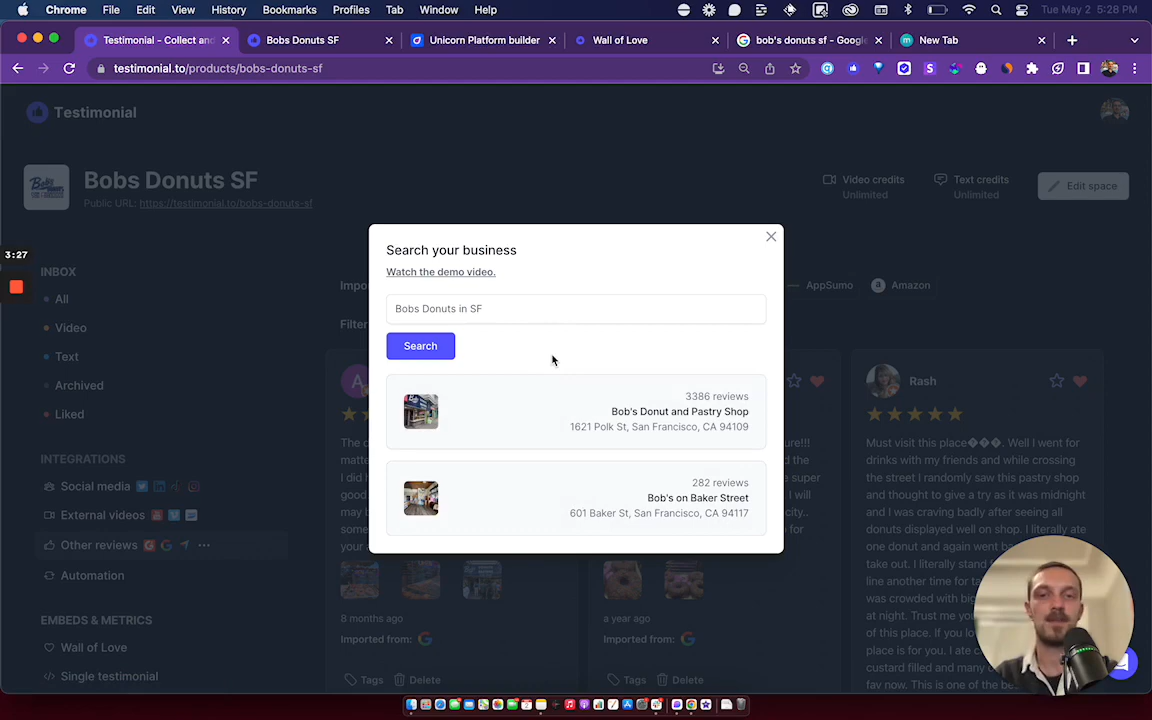 Chrome File Edit View History Bookmarks Profiles Tab Window Help Tue May 2 5:28 PM
Testimonial - Collect and
Bobs Donuts SF
Unicorn Platform builder
Wall of Love
bob's donuts sf - Google
New Tab
testimonial.to/products/bobs-donuts-sf
Testimonial
Bobs Donuts SF
Public URL: https://testimonial.to/bobs-donuts-sf
Video credits
Unlimited
Text credits
Unlimited
Edit space
3:27
INBOX
All
Video
Text
Archived
Liked
INTEGRATIONS
Social media
External videos
Other reviews
Automation
EMBEDS & METRICS
Wall of Love
Single testimonial
Impo
AppSumo
Amazon
Filter
Search your business
Watch the demo video.
Bobs Donuts in SF
Search
3386 reviews
Bob's Donut and Pastry Shop
1621 Polk St, San Francisco, CA 94109
282 reviews
Bob's on Baker Street
601 Baker St, San Francisco, CA 94117
A
The d
matte
I did
good
may b
some
your
8 months ago
Imported from:
Tags Delete
ure!!!
d the
super
will
city..
o for
a year ago
Imported from:
Tags Delete
Rash
Must visit this place���. Well I went for
drinks with my friends and while crossing
the street I randomly saw this pastry shop
and thought to give a try as it was midnight
and I was craving badly after seeing all
donuts displayed well on shop. I literally ate
one donut and again went b
take out. I literally stand
line another time for ta
was crowded with big
at night. Trust me yo
of this place. If you lo
place is for you. I ate c
custard filled and many
fav now. This is one of the be